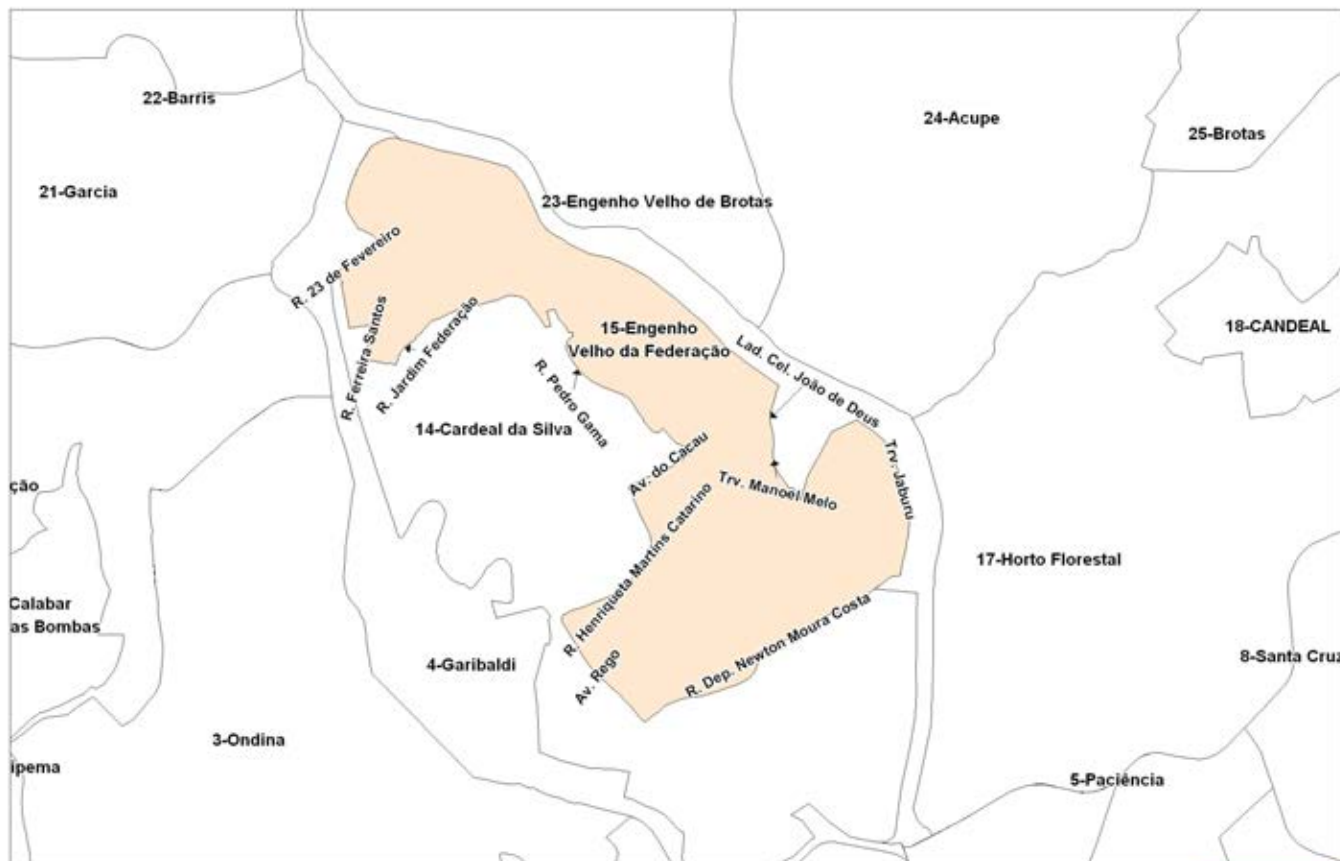 22-Barris
24-Acupe
25-Brotas
21-Garcia
23-Engenho Velho de Brotas
R. 23 de Fevereiro
18-CANDEAL
15-Engenho
Velho da Federação
R. Ferreira Santos
R. Jardim Federação
R. Pedro Gama
Lad. Cel. João de Deus
14-Cardeal da Silva
Av. do Cacau
Trv. Manoel Melo
Trv. Jaburu
ção
R. Henriqueta Martins Catarino
17-Horto Florestal
Calabar
as Bombas
4-Garibaldi
Av. Rego
R. Dep. Newton Moura Costa
8-Santa Cruz
3-Ondina
ipema
5-Paciência